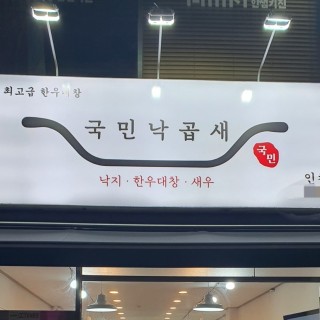 최고급 한우대창
국민낙곱새
국민
낙지 · 한우대창 · 새우